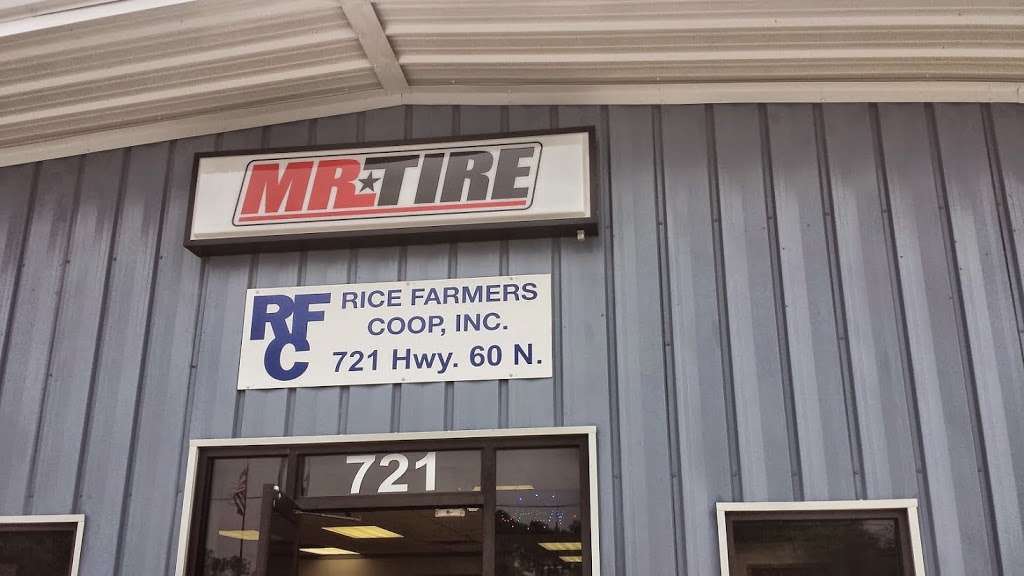 MR★TIRE
RFC
RICE FARMERS
COOP, INC.
721 Hwy. 60 N.
721